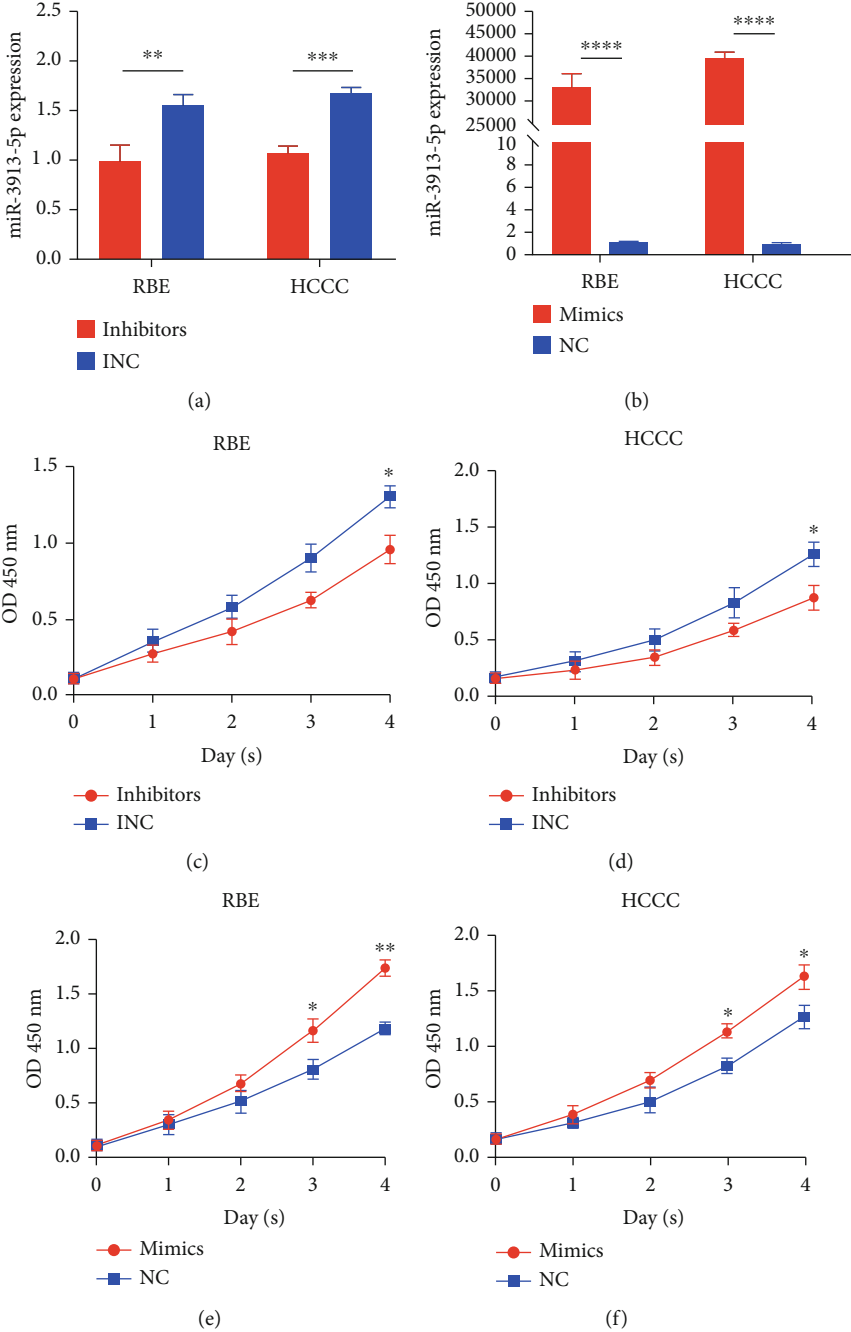 miR-3913-5p expression
2.5
2.0
1.5
1.0
0.5
0.0
**
***
RBE
HCCC
Inhibitors
INC
(a)
miR-3913-5p expression
50000
45000
40000
35000
30000
25000
10
8
6
4
2
0
****
****
RBE
HCCC
Mimics
NC
(b)
RBE
OD 450 nm
1.5
1.0
0.5
0.0
*
0 1 2 3 4
Day (s)
Inhibitors
INC
(c)
HCCC
OD 450 nm
2.0
1.5
1.0
0.5
0.0
*
0 1 2 3 4
Day (s)
Inhibitors
INC
(d)
RBE
OD 450 nm
2.0
1.5
1.0
0.5
0.0
*
**
0 1 2 3 4
Day (s)
Mimics
NC
(e)
HCCC
OD 450 nm
2.0
1.5
1.0
0.5
0.0
*
*
0 1 2 3 4
Day (s)
Mimics
NC
(f)